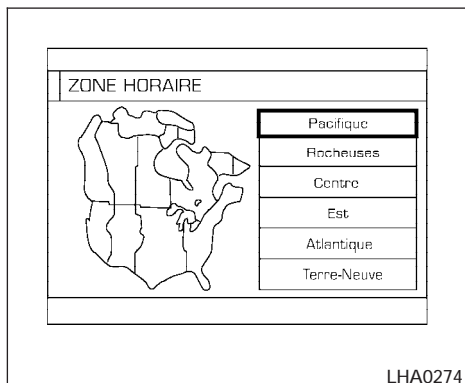 ZONE HORAIRE
Pacifique
Rocheuses
Centre
Est
Atlantique
Terre-Neuve
LHA0274